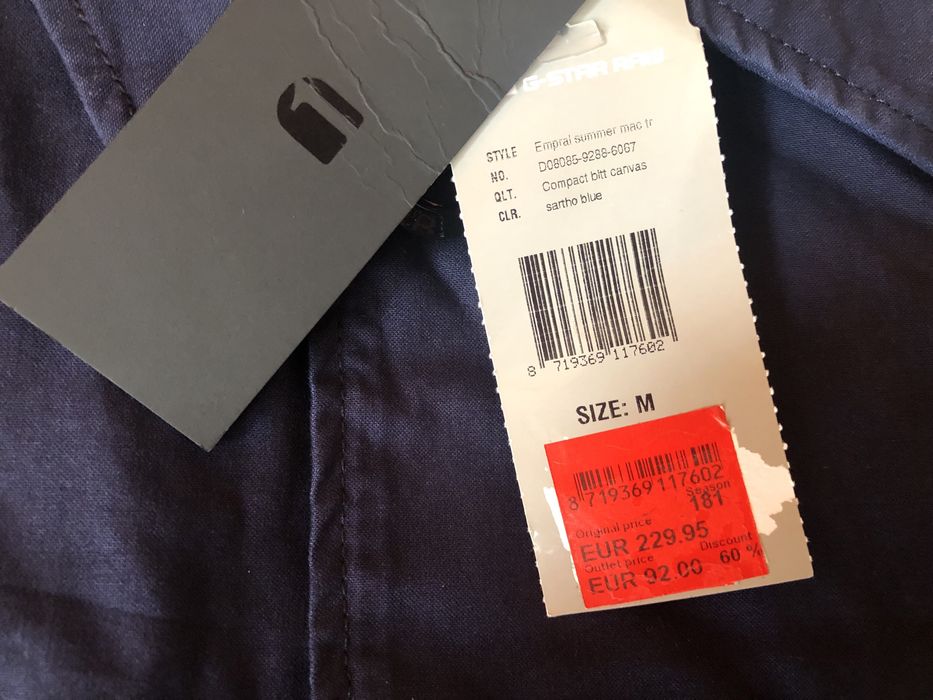 G-STAR RAW
STYLE Empral summer mac tr
NO. D08085-9288-6067
QLT. Compact bitt canvas
CLR. sartho blue
8 719369 117602
SIZE: M
8 719369 117602
Season
181
Original price
EUR 229.95
Outlet price Discount
EUR 92.00 60 %